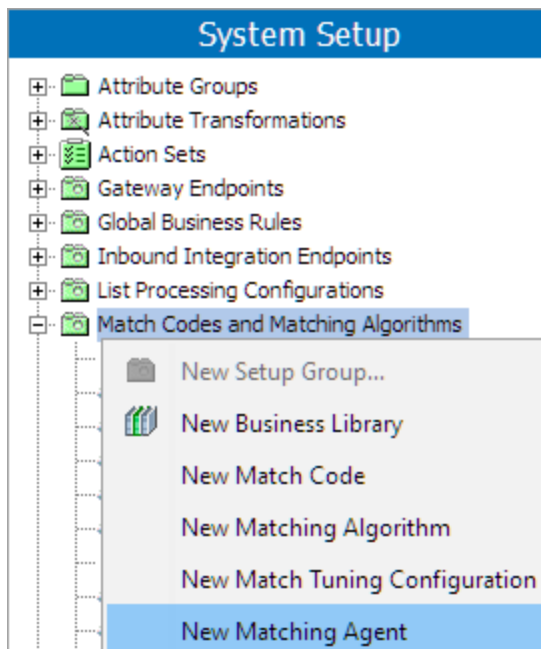 System Setup
Attribute Groups
Attribute Transformations
Action Sets
Gateway Endpoints
Global Business Rules
Inbound Integration Endpoints
List Processing Configurations
Match Codes and Matching Algorithms
New Setup Group...
New Business Library
New Match Code
New Matching Algorithm
New Match Tuning Configuration
New Matching Agent